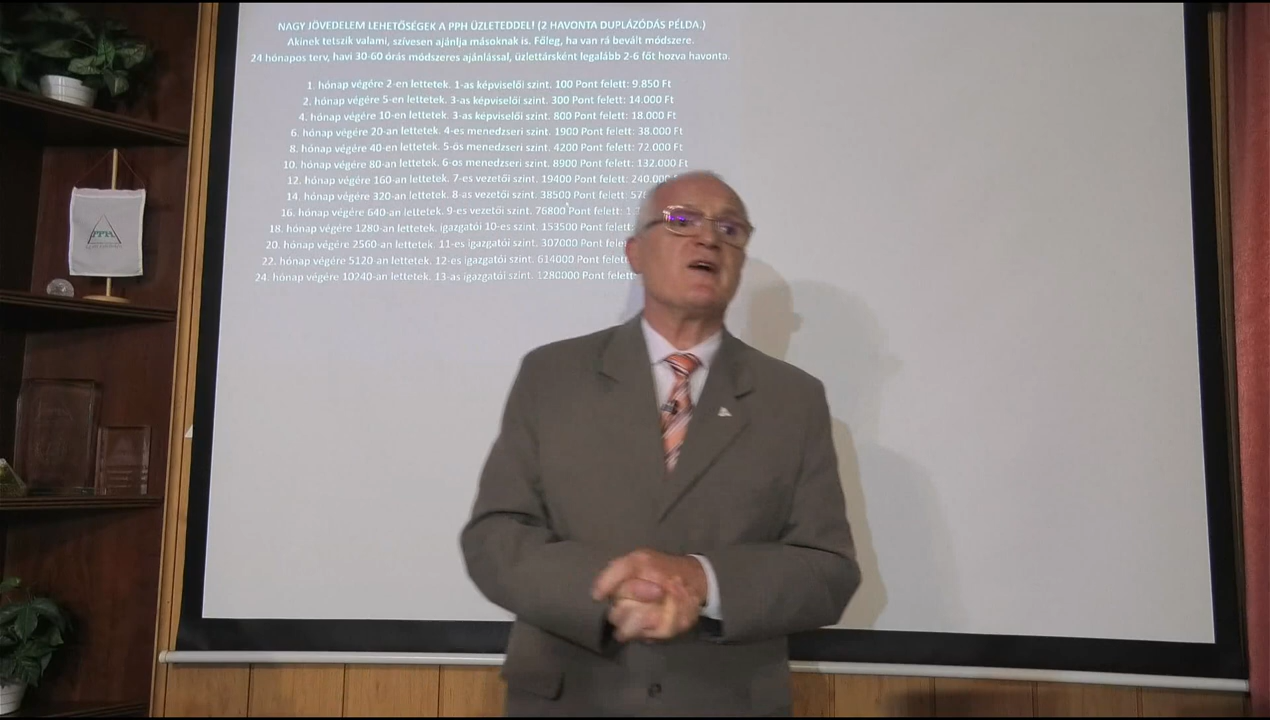 NAGY JÖVEDELEM LEHETŐSÉGEK A PPH ÜZLETEDDEL! (2 HAVONTA DUPLÁZÓDÁS PÉLDA.)
Akinek tetszik valami, szívesen ajánlja másoknak is. Főleg, ha van rá bevált módszere.
24 hónapos terv, havi 30-60 órás módszeres ajánlással, üzlettársként legalább 2-6 főt hozva havonta.
1. hónap végére 2-en lettetek. 1-as képviselői szint. 100 Pont felett: 9.850 Ft
2. hónap végére 5-en lettetek. 3-as képviselői szint. 300 Pont felett: 14.000 Ft
4. hónap végére 10-en lettetek. 3-as képviselői szint. 800 Pont felett: 18.000 Ft
6. hónap végére 20-an lettetek. 4-es menedzseri szint. 1900 Pont felett: 38.000 Ft
8. hónap végére 40-en lettetek. 5-ös menedzseri szint. 4200 Pont felett: 72.000 Ft
10. hónap végére 80-an lettetek. 6-os menedzseri szint. 8900 Pont felett: 132.000 Ft
12. hónap végére 160-an lettetek. 7-es vezetői szint. 19400 Pont felett: 240.000
14. hónap végére 320-an lettetek. 8-as vezetői szint. 38500 Pont felett:
16. hónap végére 640-an lettetek. 9-es vezetői szint. 76800 Pont felett:
18. hónap végére 1280-an lettetek. igazgatói 10-es szint. 153500 Pont felett:
20. hónap végére 2560-an lettetek. 11-es igazgatói szint. 307000 Pont
22. hónap végére 5120-an lettetek. 12-es igazgatói szint. 614000 Pont
24. hónap végére 10240-an lettetek. 13-as igazgatói szint. 1280000 Pont felett:
PPH